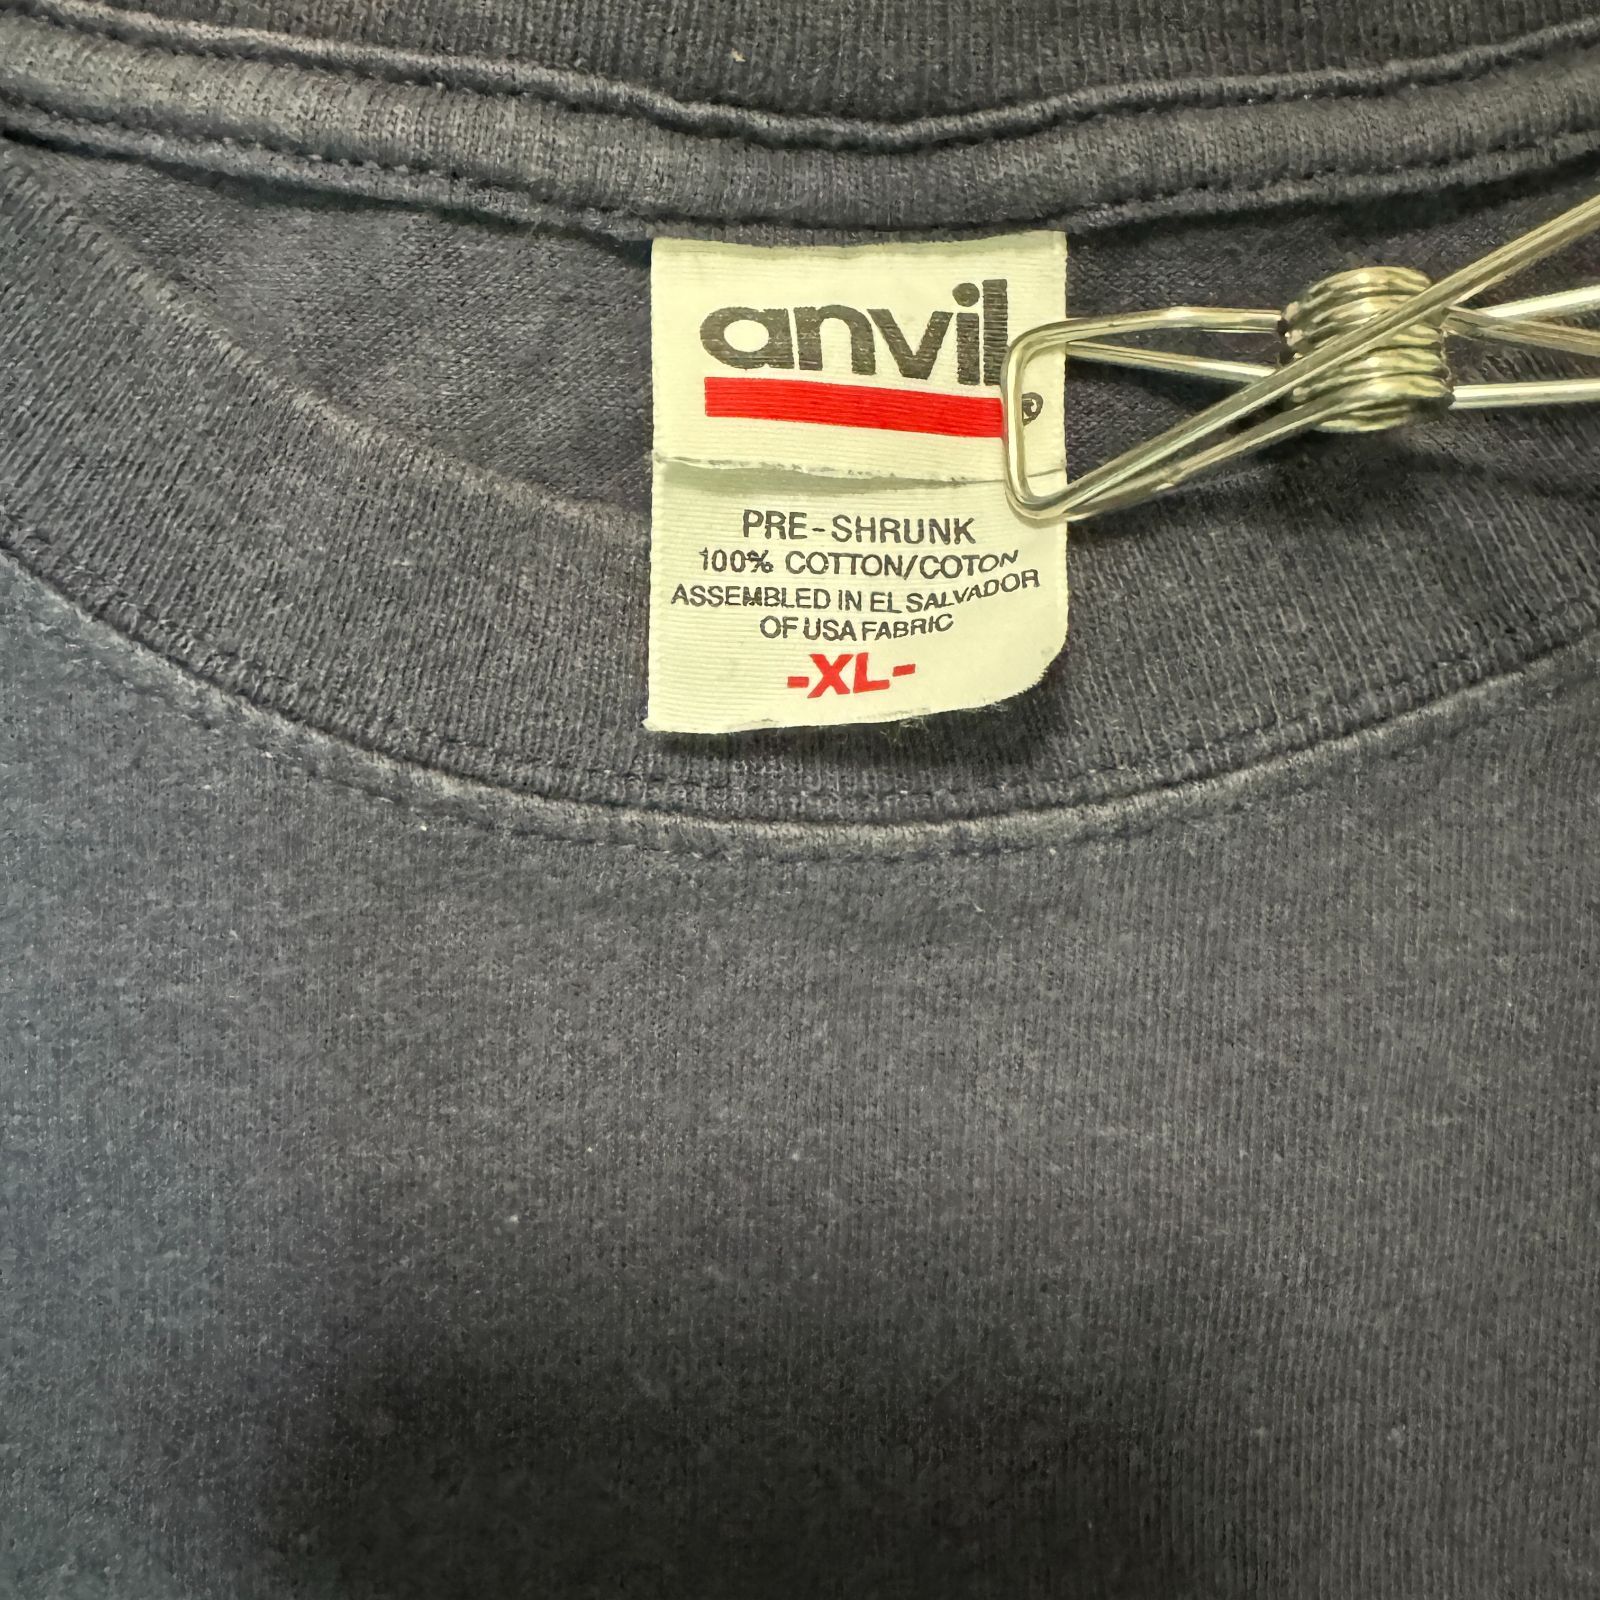 anvil®
PRE-SHRUNK
100% COTTON/COTON
ASSEMBLED IN EL SALVADOR
OF USA FABRIC
-XL-